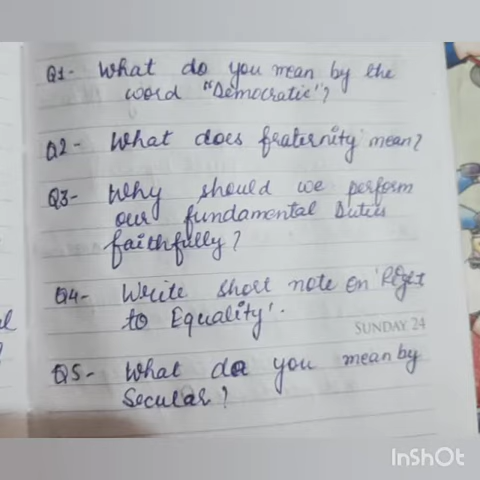 Q1- What do you mean by the
word "Democratic"?
Q2- What does fraternity mean?
Q3- Why should we perform
our fundamental Duties
faithfully?
Q4- Write short note on 'Right
to Equality'.
SUNDAY 24
Q5- What do you mean by
Secular?
InShOt